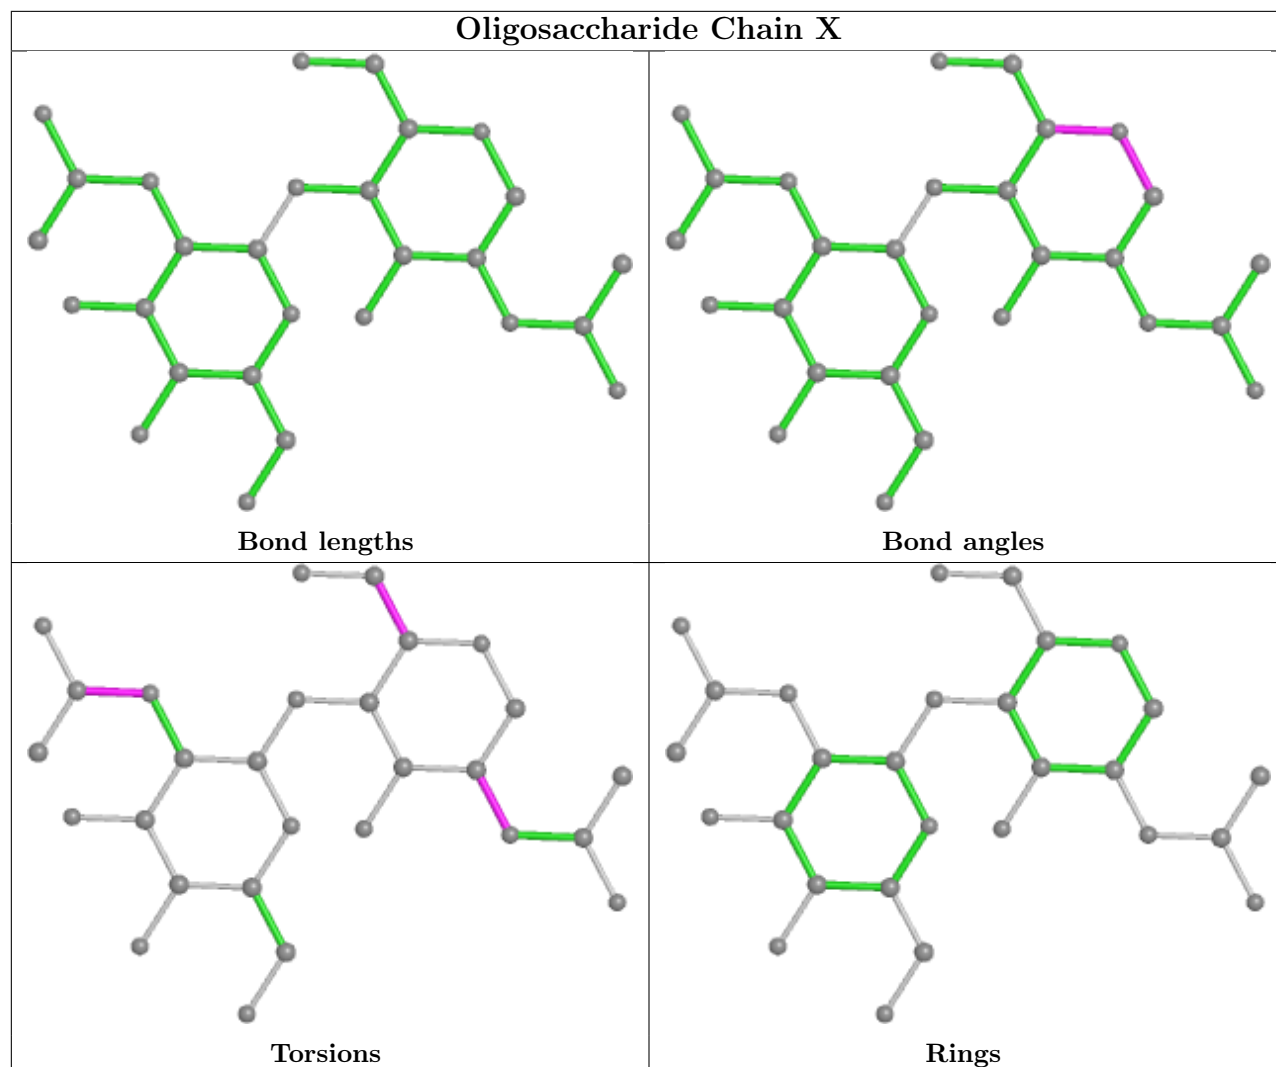 Oligosaccharide Chain X
Bond lengths
Bond angles
Torsions
Rings